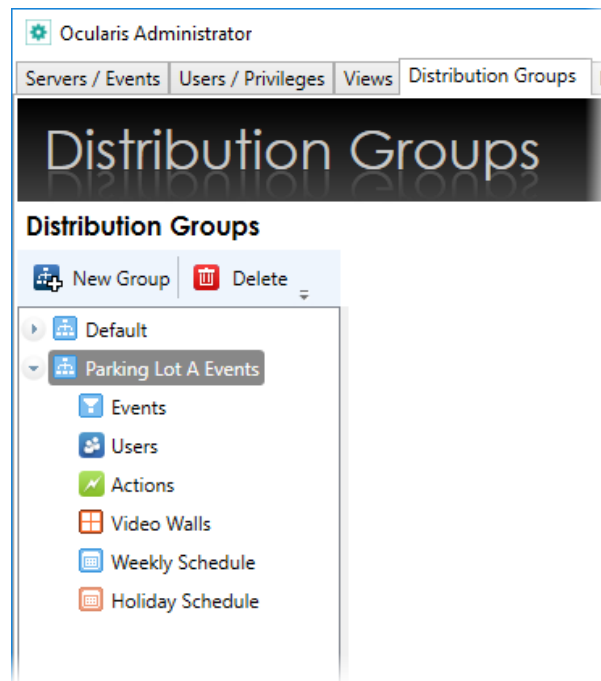 Ocularis Administrator
Servers / Events Users / Privileges Views Distribution Groups
Distribution Groups
Distribution Groups
New Group Delete
Default
Parking Lot A Events
Events
Users
Actions
Video Walls
Weekly Schedule
Holiday Schedule